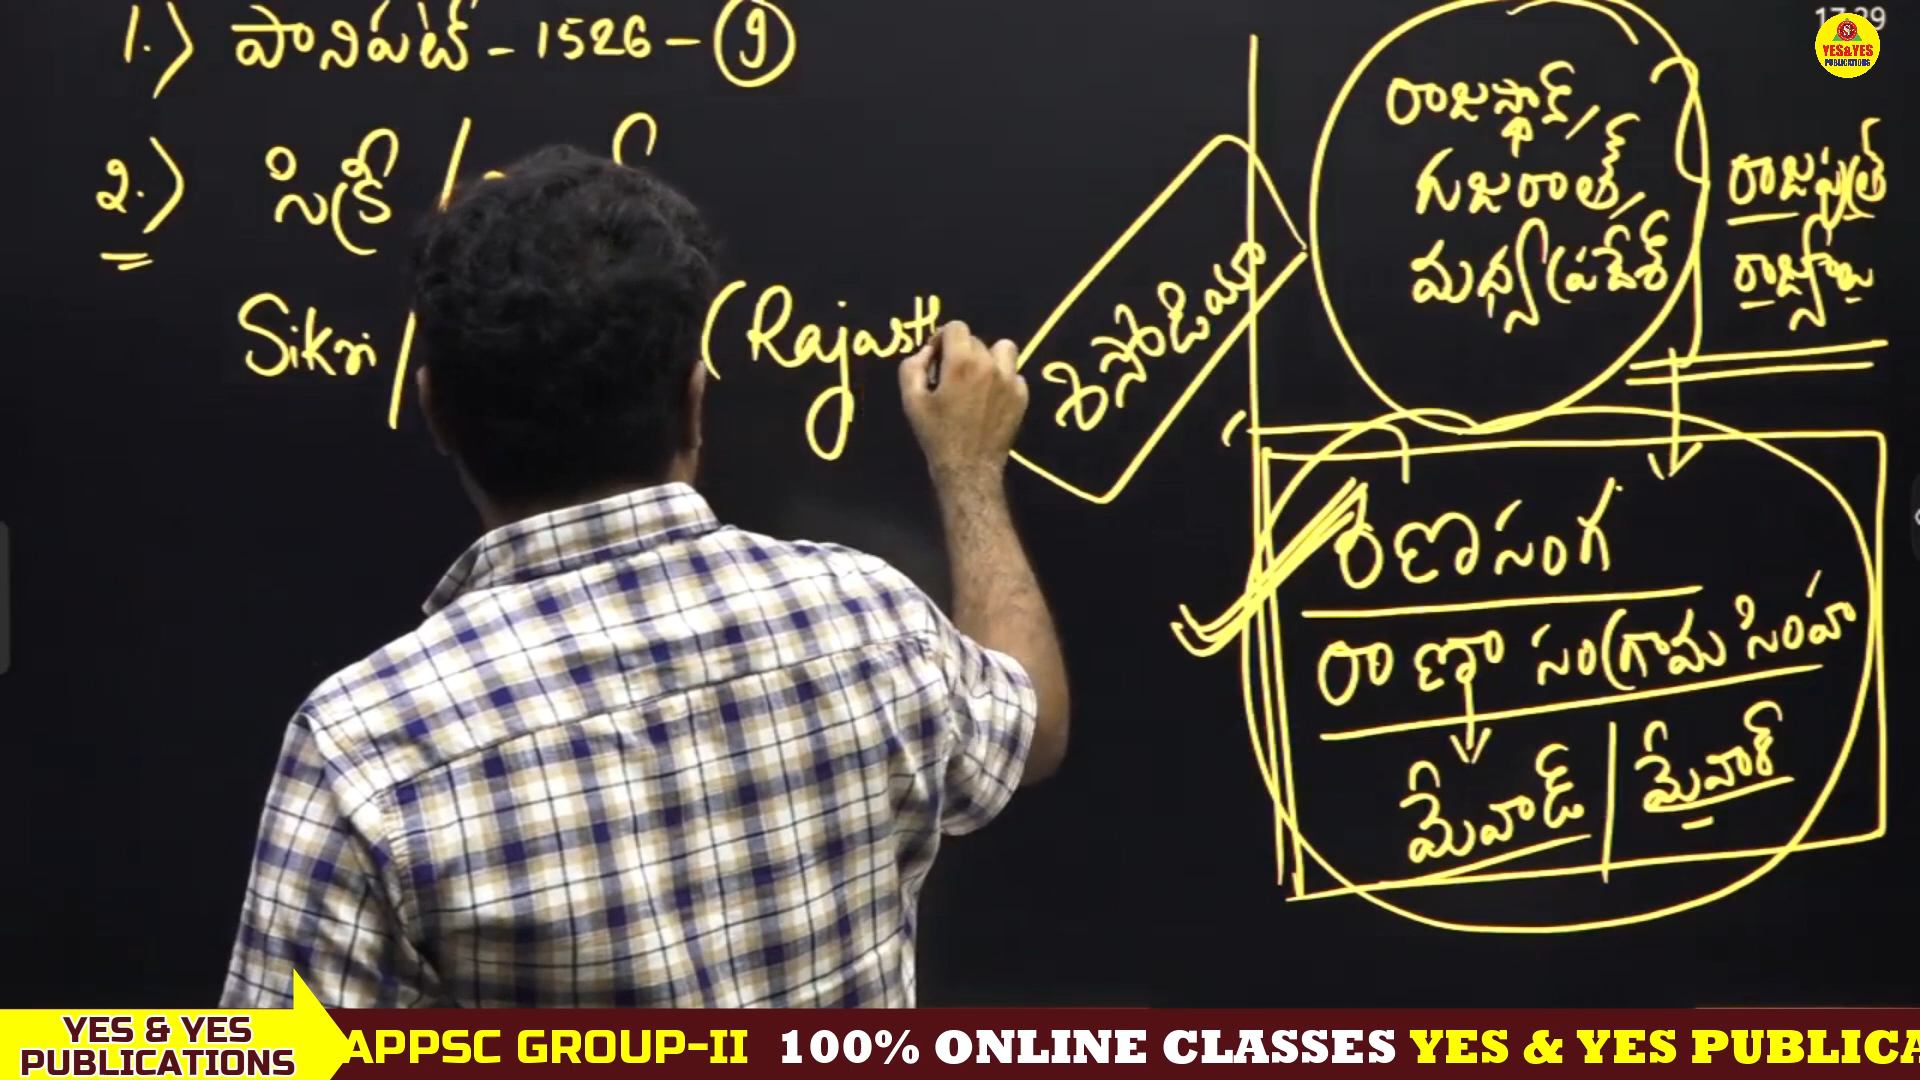 1.) పానిపట్ - 1526 - 9
2.) సిక్రీ /
Sikri / (Rajasth
శిసోడియా
రాజస్థాన్,
గుజరాత్,
మధ్యప్రదేశ్
రాజపుత్ర
రాజ్యాలు
రణసంగ
రాణా సంగ్రామ సింహ
మేవాడ్ | మేవార్
17:29
YES&YES
PUBLICATIONS
YES & YES
PUBLICATIONS
APPSC GROUP-II 100% ONLINE CLASSES YES & YES PUBLICA